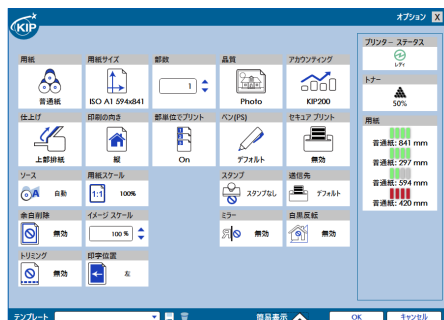 KIP
オプション X
用紙
普通紙
用紙サイズ
ISO A1 594x841
部数
1
品質
Photo
アカウンティング
KIP200
仕上げ
上部排紙
印刷の向き
縦
部単位でプリント
On
ペン(PS)
デフォルト
セキュア プリント
無効
ソース
自動
用紙スケール
1:1
100%
スタンプ
スタンプなし
送信先
デフォルト
余白削除
無効
イメージ スケール
100 %
ミラー
無効
白黒反転
無効
トリミング
無効
印字位置
左
プリンター ステータス
レディ
トナー
50%
用紙
普通紙: 841 mm
普通紙: 297 mm
普通紙: 594 mm
普通紙: 420 mm
テンプレート
簡易表示
OK
キャンセル